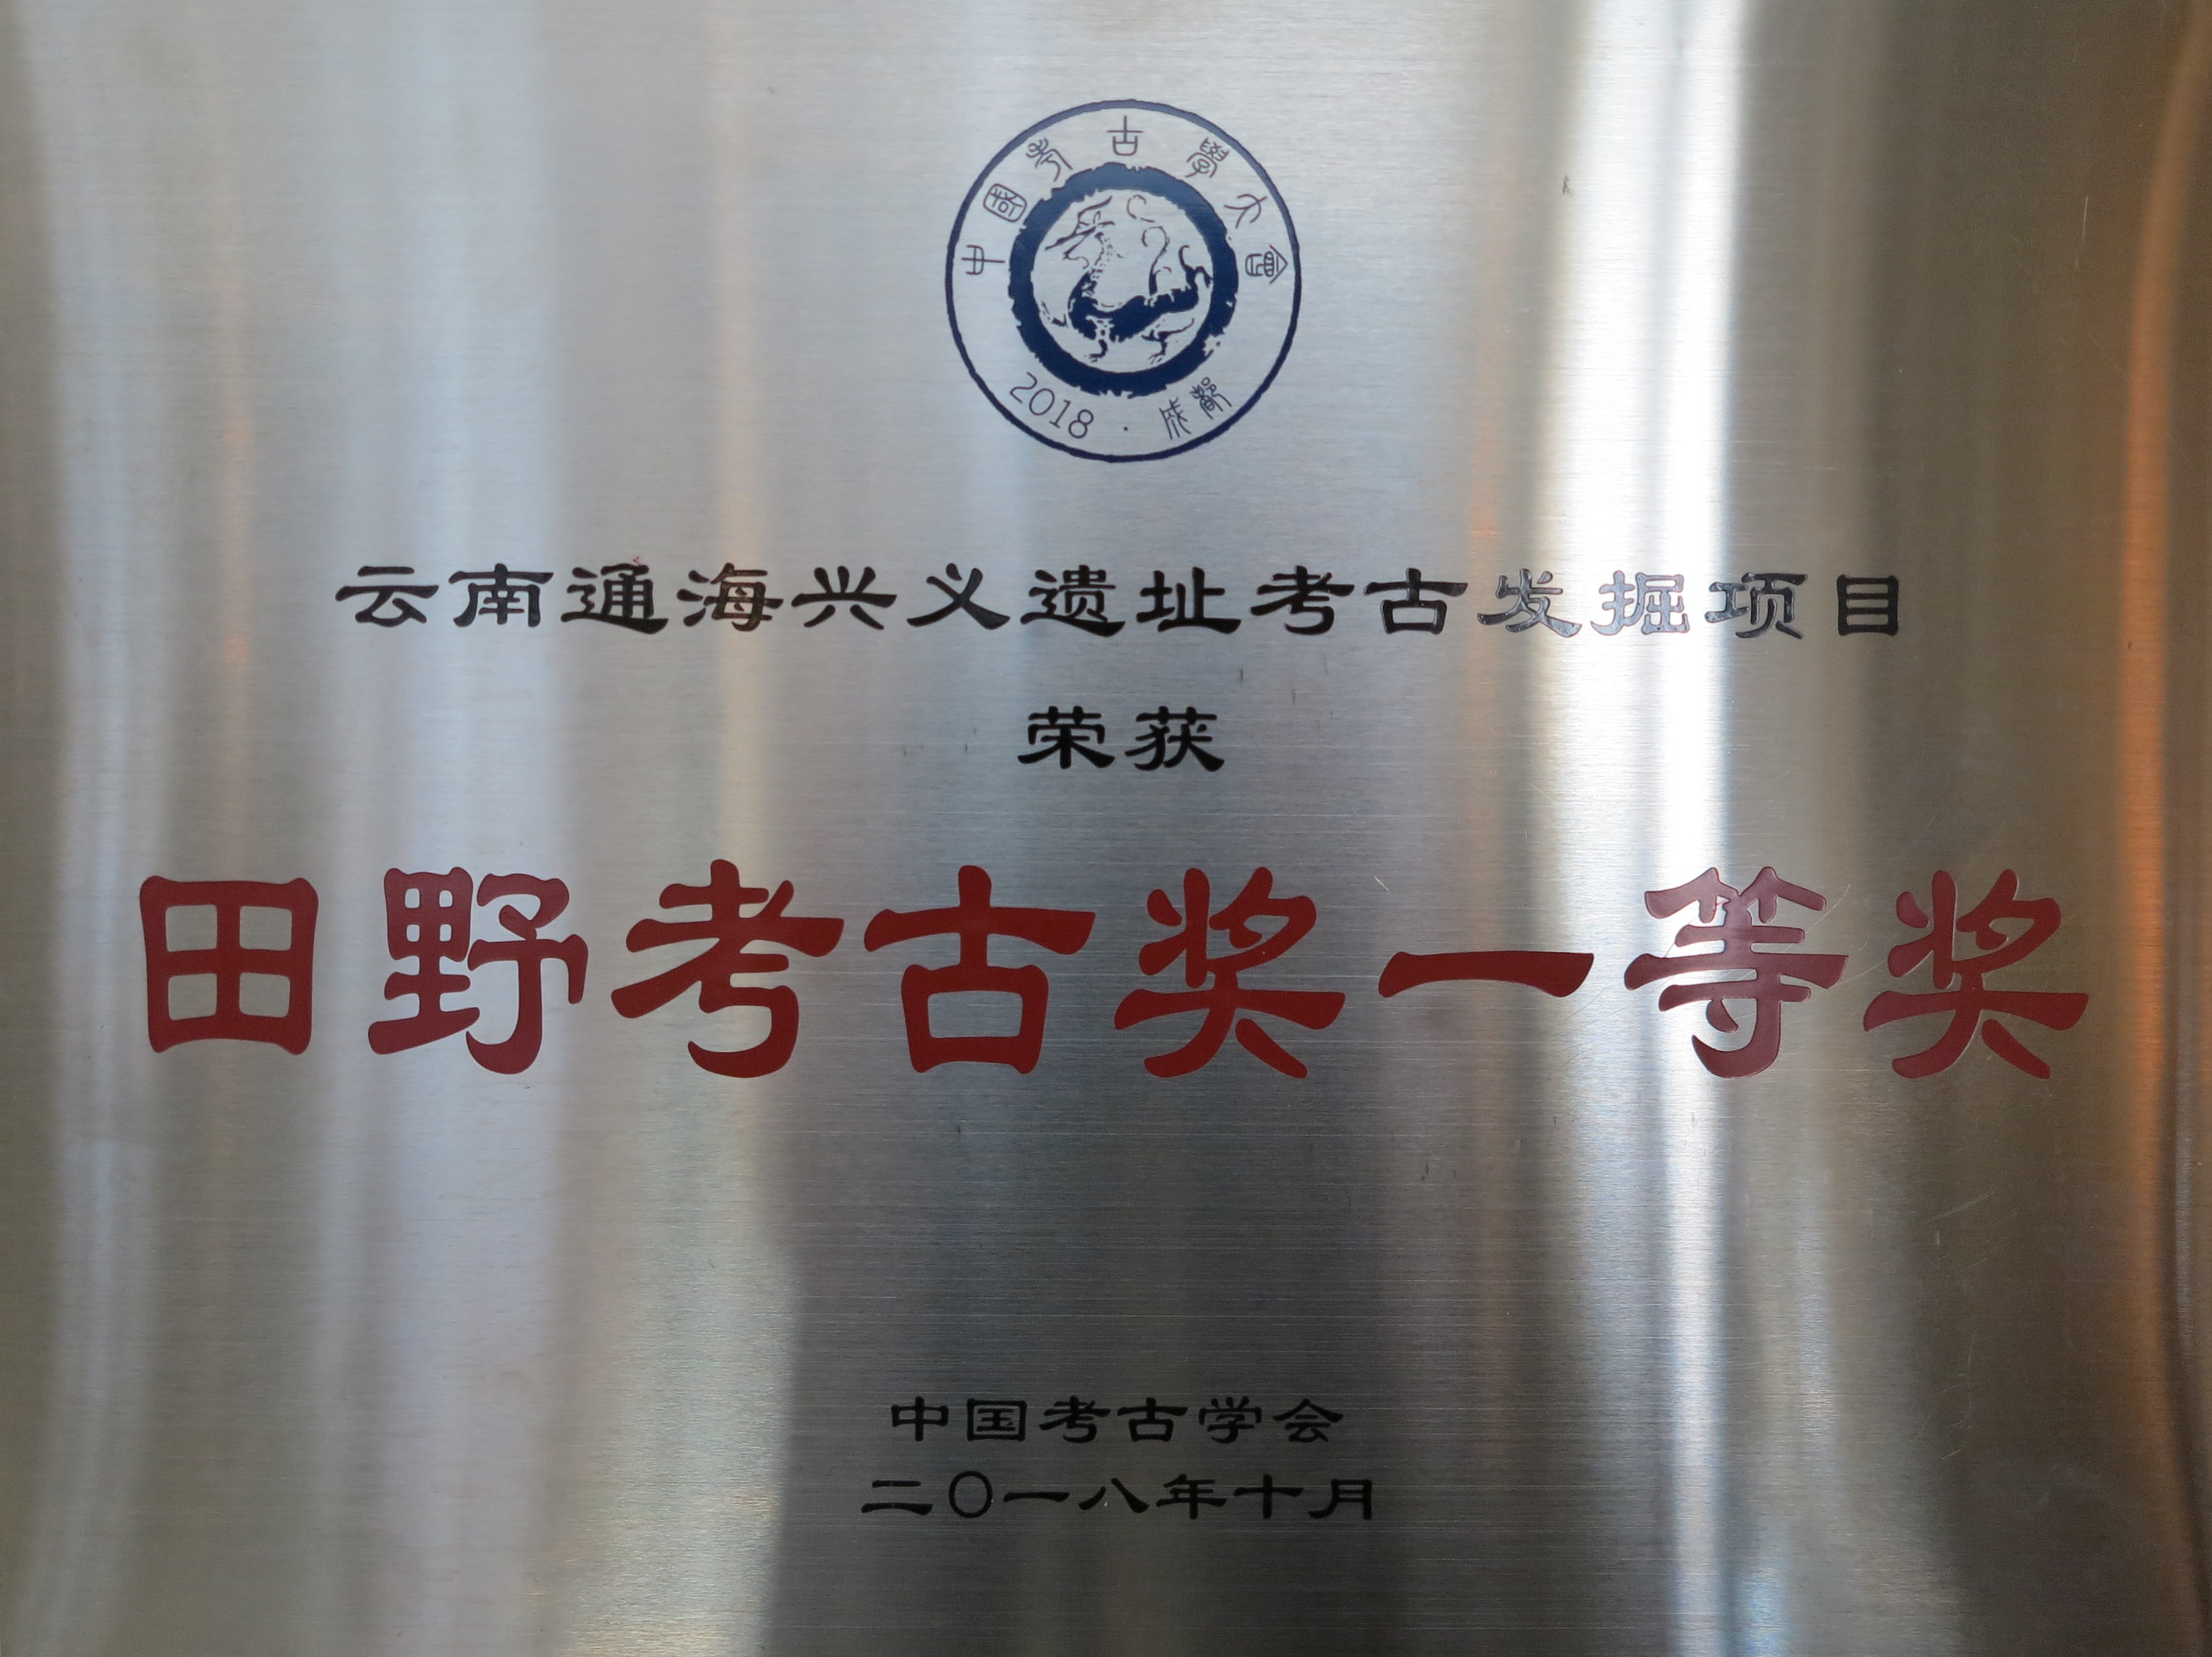 中國考古學大會
2018·成都
云南通海兴义遗址考古发掘项目
荣获
田野考古奖一等奖
中国考古学会
二〇一八年十月